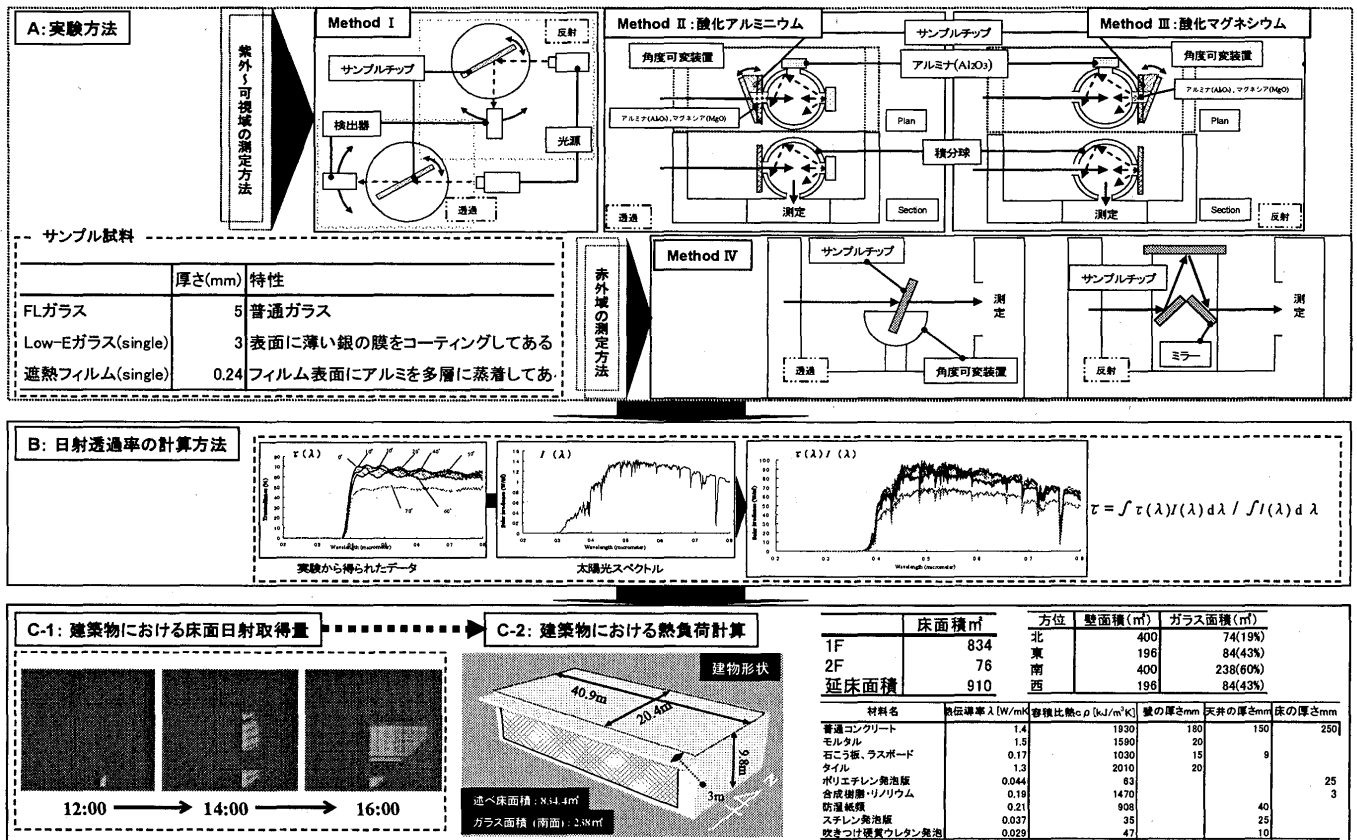 A:実験方法
紫外~可視域の測定方法
Method Ⅰ
反射
サンプルチップ
検出器
光源
透過
Method Ⅱ:酸化アルミニウム
サンプルチップ
Method Ⅲ:酸化マグネシウム
角度可変装置
アルミナ(Al2O3)
角度可変装置
アルミナ(Al2O3),マグネシア(MgO)
アルミナ(Al2O3),マグネシア(MgO)
Plan
Plan
積分球
測定
Section
透過
測定
Section
反射
サンプル試料
厚さ(mm) 特性
FLガラス 5 普通ガラス
Low-Eガラス(single) 3 表面に薄い銀の膜をコーティングしてある
遮熱フィルム(single) 0.24 フィルム表面にアルミを多層に蒸着してあ
赤外域の測定方法
Method Ⅳ
サンプルチップ
測定
透過
角度可変装置
サンプルチップ
測定
ミラー
反射
B: 日射透過率の計算方法
τ(λ)
0° 10° 20°
70° 60°
Wavelength (micrometer)
実験から得られたデータ
I (λ)
Wavelength (micrometer)
太陽光スペクトル
τ(λ)I (λ)
Wavelength (micrometer)
τ=∫τ(λ)I(λ)dλ / ∫I(λ)d λ
C-1: 建築物における床面日射取得量
12:00 14:00 16:00
C-2: 建築物における熱負荷計算
建物形状
40.9m
20.4m
9.8m
3m
述べ床面積:834.4㎡
ガラス面積 (南面):238㎡
床面積㎡
1F 834
2F 76
延床面積 910
方位 壁面積(㎡) ガラス面積(㎡)
北 400 74(19%)
東 196 84(43%)
南 400 238(60%)
西 196 84(43%)
材料名 熱伝導率λ[W/mK] 容積比熱cρ[kJ/m³K] 壁の厚さmm 天井の厚さmm 床の厚さmm
普通コンクリート 1.4 1930 180 150 250
モルタル 1.5 1590 20
石こう板、ラスボード 0.17 1030 15 9
タイル 1.3 2010 20
ポリエチレン発泡版 0.044 63 25
合成樹脂・リノリウム 0.19 1470 3
防湿紙類 0.21 908 40
スチレン発泡版 0.037 35 25
吹きつけ硬質ウレタン発泡 0.029 47 10